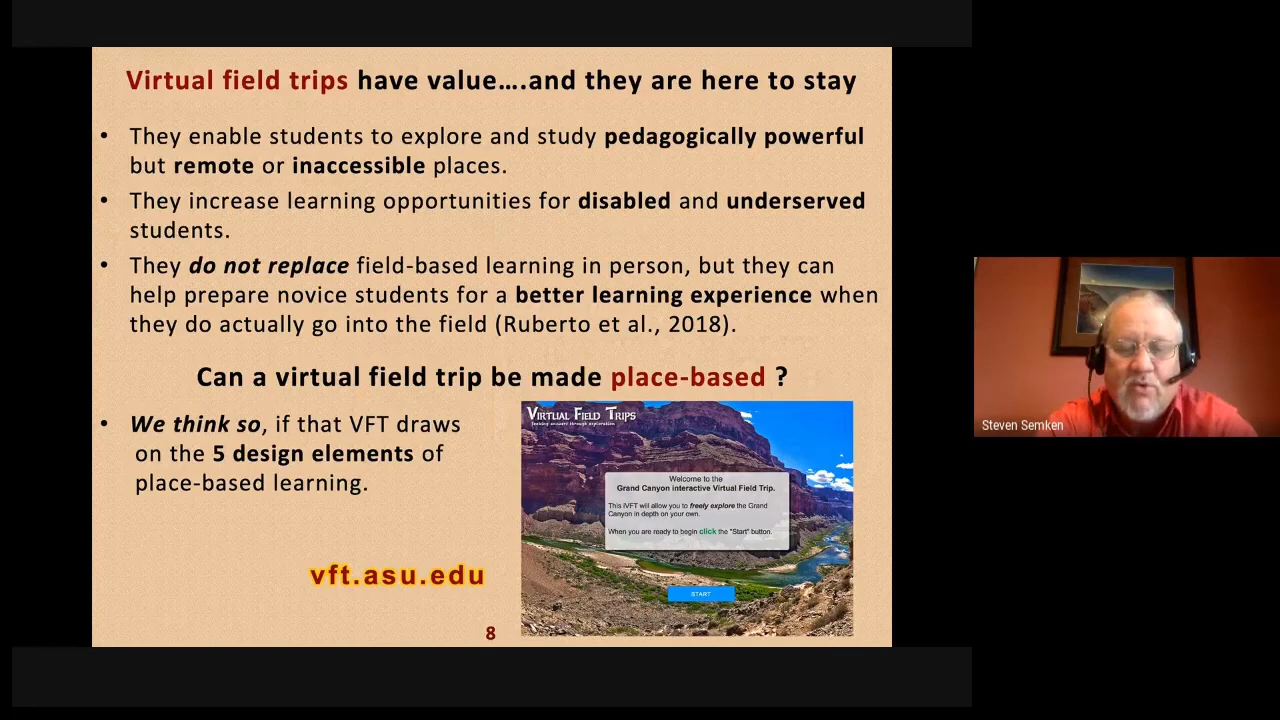 Virtual field trips have value….and they are here to stay
• They enable students to explore and study pedagogically powerful
but remote or inaccessible places.
• They increase learning opportunities for disabled and underserved
students.
• They do not replace field-based learning in person, but they can
help prepare novice students for a better learning experience when
they do actually go into the field (Ruberto et al., 2018).
Can a virtual field trip be made place-based ?
• We think so, if that VFT draws
on the 5 design elements of
place-based learning.
vft.asu.edu
8
VIRTUAL FIELD TRIPS
Seeking answers through exploration
Welcome to the
Grand Canyon interactive Virtual Field Trip.
This iVFT will allow you to freely explore the Grand
Canyon in depth on your own.
When you are ready to begin click the "Start" button.
START
Steven Semken